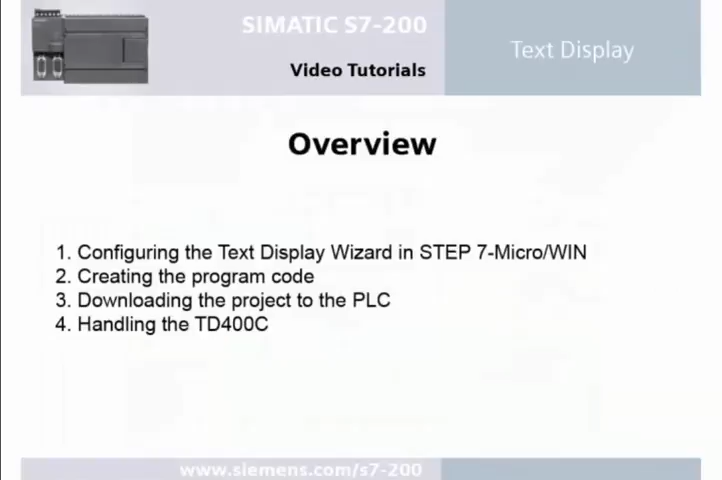 SIMATIC S7-200
Text Display
Video Tutorials
Overview
1. Configuring the Text Display Wizard in STEP 7-Micro/WIN
2. Creating the program code
3. Downloading the project to the PLC
4. Handling the TD400C
www.siemens.com/s7-200